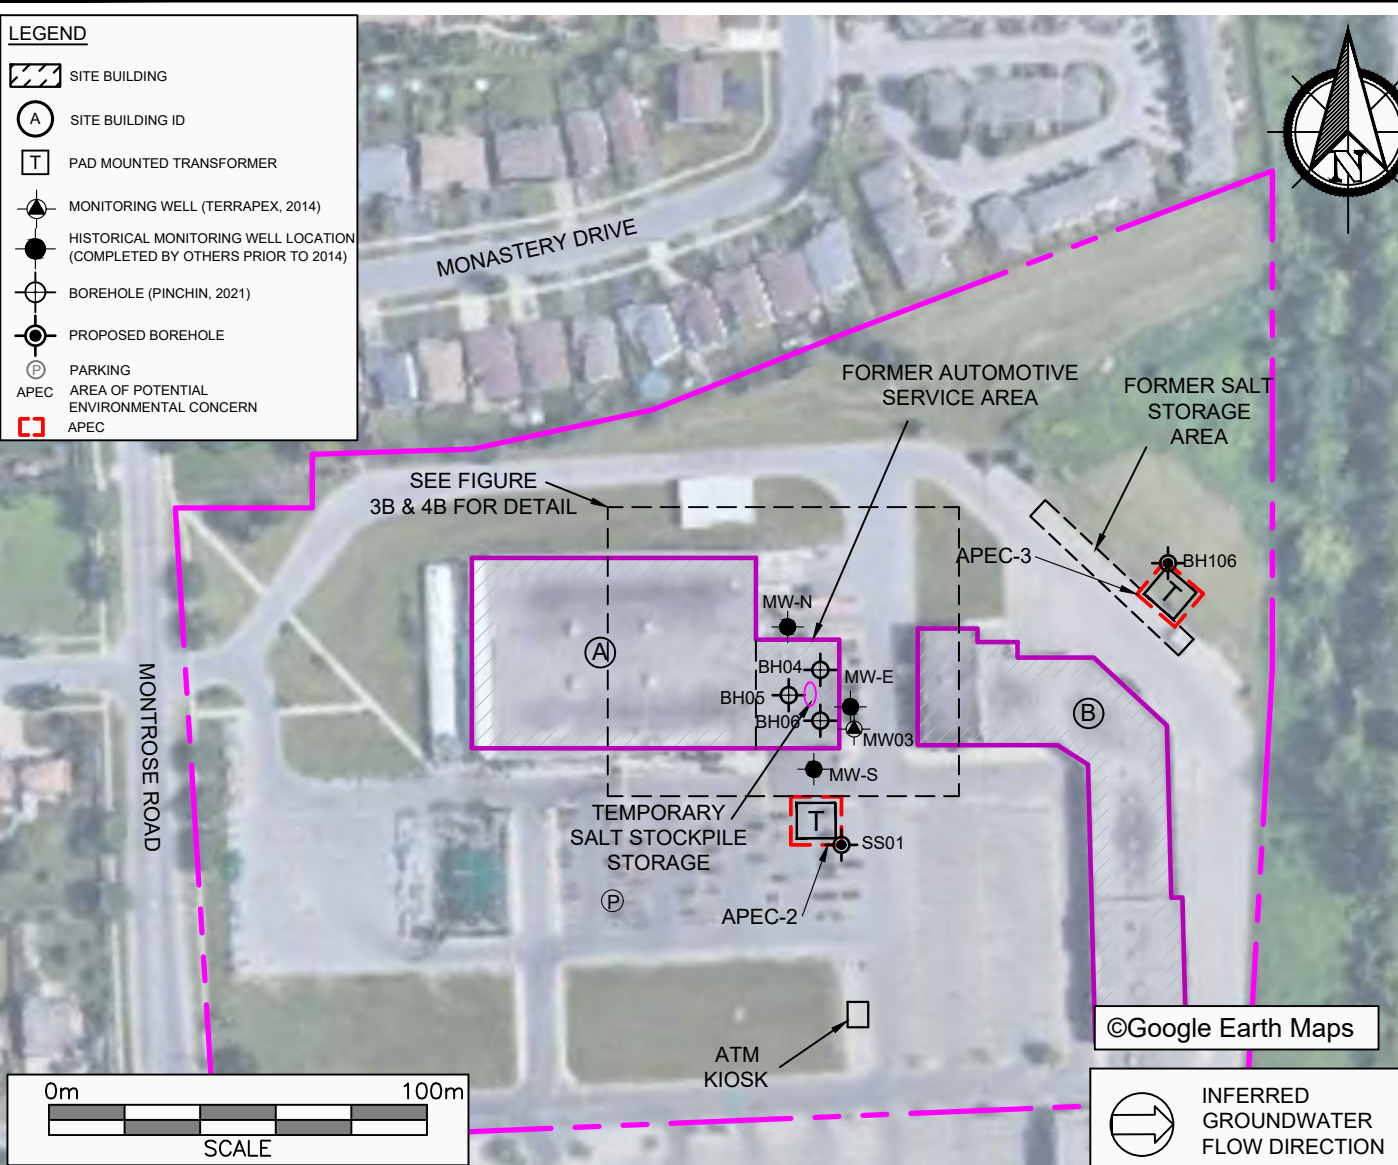 LEGEND
SITE BUILDING
A
SITE BUILDING ID
T
PAD MOUNTED TRANSFORMER
MONITORING WELL (TERRAPEX, 2014)
HISTORICAL MONITORING WELL LOCATION
(COMPLETED BY OTHERS PRIOR TO 2014)
BOREHOLE (PINCHIN, 2021)
PROPOSED BOREHOLE
P
PARKING
APEC
AREA OF POTENTIAL
ENVIRONMENTAL CONCERN
APEC
N
MONASTERY DRIVE
FORMER AUTOMOTIVE
SERVICE AREA
FORMER SALT
STORAGE
AREA
SEE FIGURE
3B & 4B FOR DETAIL
APEC-3
BH106
T
MW-N
A
BH04
MW-E
BH05
BH06
MW03
B
MW-S
MONTROSE ROAD
TEMPORARY
SALT STOCKPILE
STORAGE
T
SS01
P
APEC-2
ATM
KIOSK
©Google Earth Maps
0m
100m
SCALE
INFERRED
GROUNDWATER
FLOW DIRECTION